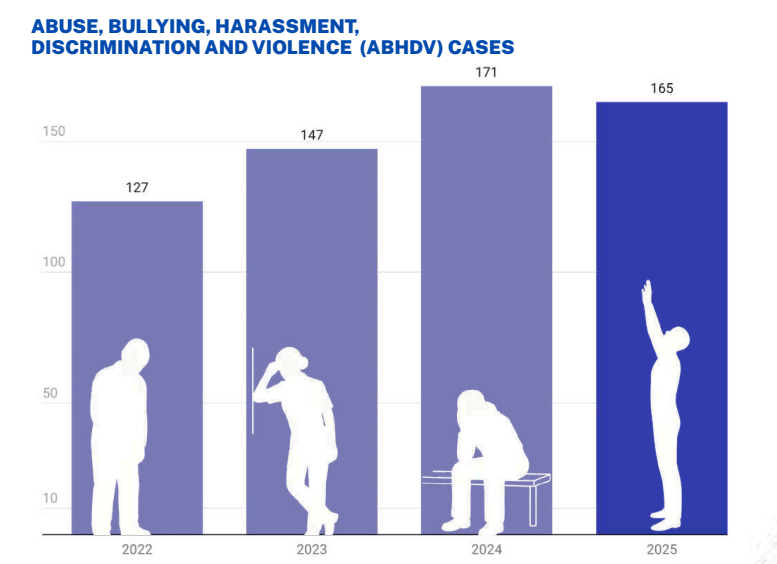 ABUSE, BULLYING, HARASSMENT,
DISCRIMINATION AND VIOLENCE (ABHDV) CASES
171
165
150
147
127
100
50
10
2022 2023 2024 2025